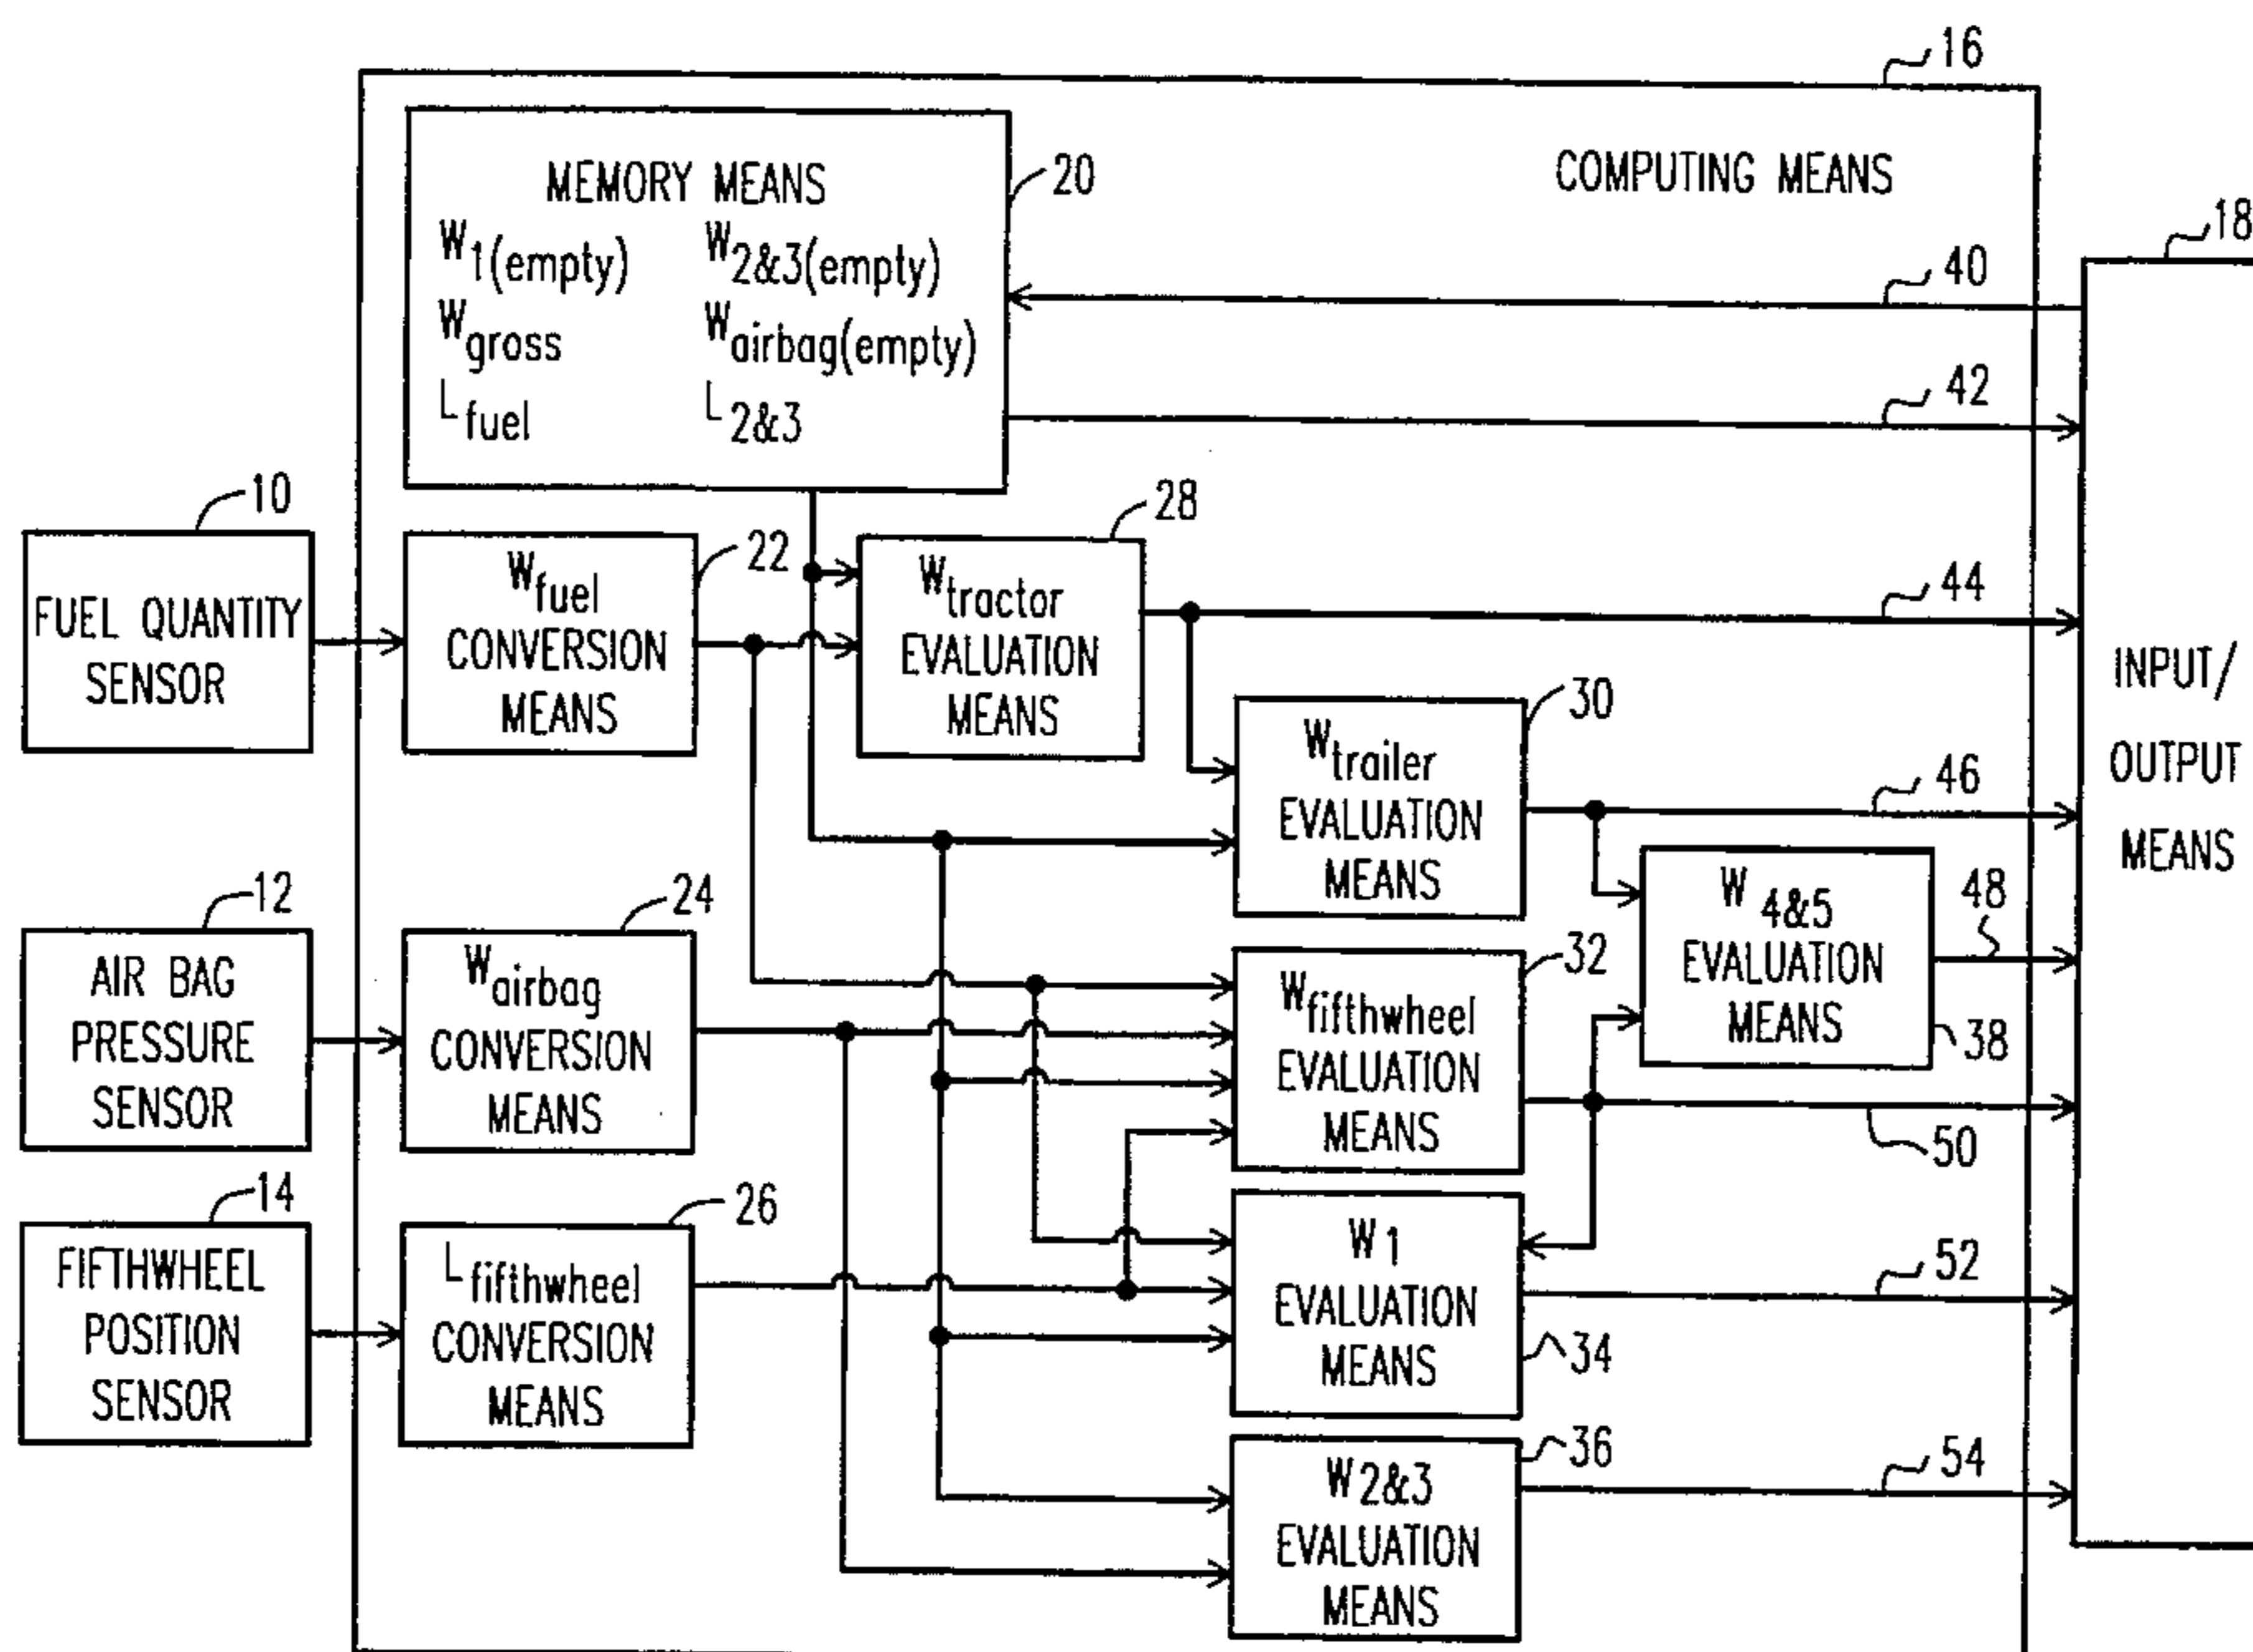 16
COMPUTING MEANS
MEMORY MEANS
20
W1(empty) W2&3(empty)
Wgross Wairbag(empty)
Lfuel L2&3
18
40
42
10
FUEL QUANTITY
SENSOR
22
Wfuel
CONVERSION
MEANS
28
Wtractor
EVALUATION
MEANS
44
INPUT/
OUTPUT
MEANS
30
Wtrailer
EVALUATION
MEANS
46
12
AIR BAG
PRESSURE
SENSOR
24
Wairbag
CONVERSION
MEANS
32
Wfifthwheel
EVALUATION
MEANS
W4&5
EVALUATION
MEANS
38
48
50
14
FIFTHWHEEL
POSITION
SENSOR
26
Lfifthwheel
CONVERSION
MEANS
W1
EVALUATION
MEANS
34
52
36
W2&3
EVALUATION
MEANS
54